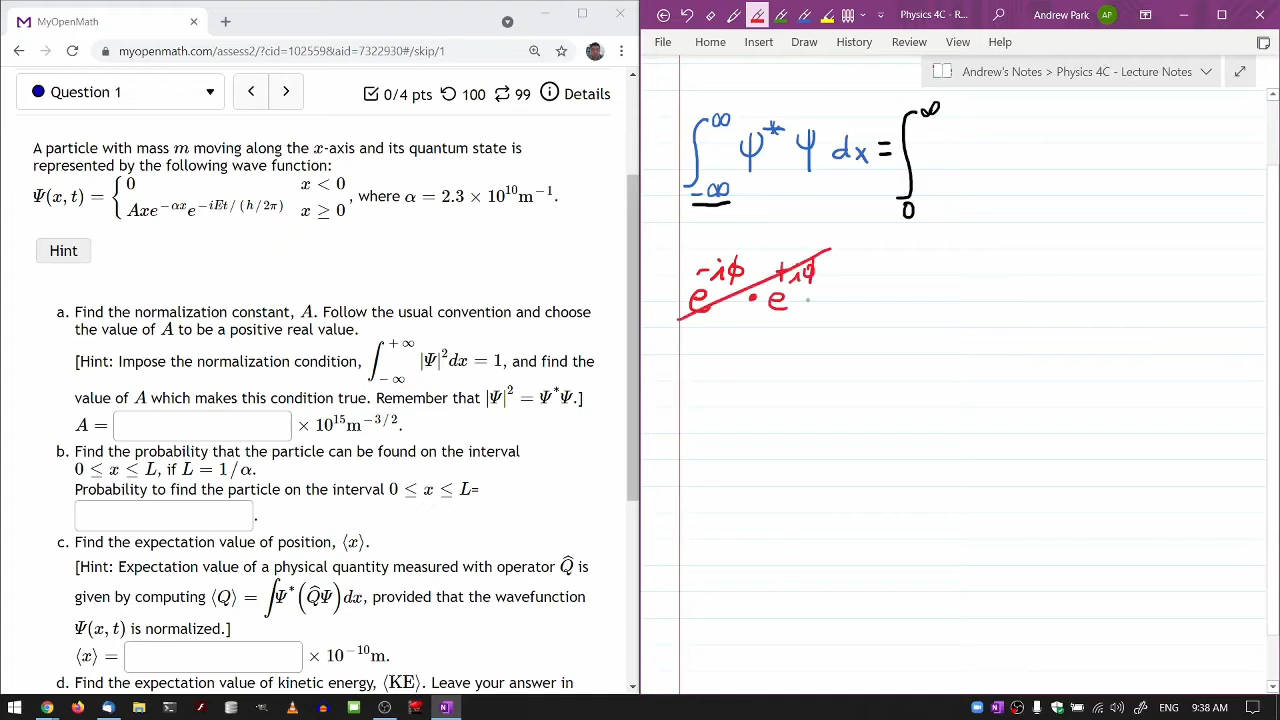 MyOpenMath
Physics 4C - R...
Andrew Park
AP
myopenmath.com/assess2/?cid=102559&aid=7322930#/skip/1
File Home Insert Draw History Review View Help
Andrew's Notes > Physics 4C - Lecture Notes
Question 1
0/4 pts 100 99 Details
A particle with mass m moving along the x-axis and its quantum state is
represented by the following wave function:
Ψ(x, t) = { 0 x < 0
Axe^{-αx}e^{-iEt/(h/2π)} x ≥ 0 , where α = 2.3 × 10^{10}m^{-1}.
Hint
a. Find the normalization constant, A. Follow the usual convention and choose
the value of A to be a positive real value.
[Hint: Impose the normalization condition, ∫_{-∞}^{+∞} |Ψ|^2 dx = 1, and find the
value of A which makes this condition true. Remember that |Ψ|^2 = Ψ*Ψ.]
A = × 10^{15}m^{-3/2}.
b. Find the probability that the particle can be found on the interval
0 ≤ x ≤ L, if L = 1/α.
Probability to find the particle on the interval 0 ≤ x ≤ L=
.
c. Find the expectation value of position, ⟨x⟩.
[Hint: Expectation value of a physical quantity measured with operator Q̂ is
given by computing ⟨Q⟩ = ∫Ψ*(Q̂Ψ)dx, provided that the wavefunction
Ψ(x, t) is normalized.]
⟨x⟩ = × 10^{-10}m.
d. Find the expectation value of kinetic energy, ⟨KE⟩. Leave your answer in
∫_{-∞}^{∞} ψ* ψ dx = ∫_{0}^{∞}
e^{-iφ} · e^{+iφ}
ENG 9:38 AM